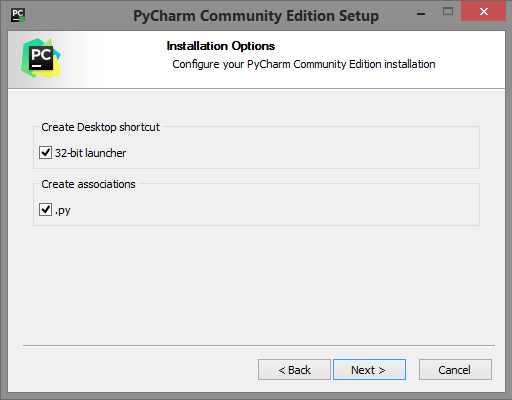 PC
PyCharm Community Edition Setup
PC
Installation Options
Configure your PyCharm Community Edition installation
Create Desktop shortcut
32-bit launcher
Create associations
.py
< Back
Next >
Cancel